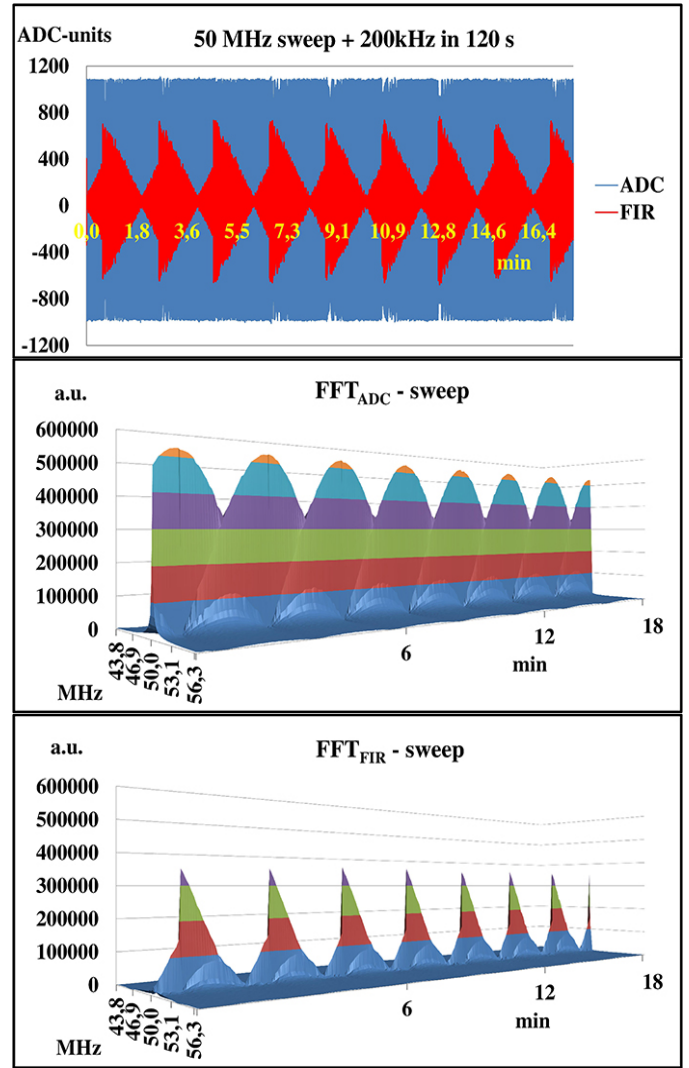 ADC-units
50 MHz sweep + 200kHz in 120 s
1200
800
400
0
-400
-800
-1200
0,0 1,8 3,6 5,5 7,3 9,1 10,9 12,8 14,6 16,4
min
ADC
FIR
a.u.
FFT_ADC - sweep
600000
500000
400000
300000
200000
100000
0
43,8
46,9
50,0
53,1
56,3
MHz
6
12
18
min
a.u.
FFT_FIR - sweep
600000
500000
400000
300000
200000
100000
0
43,8
46,9
50,0
53,1
56,3
MHz
6
12
18
min